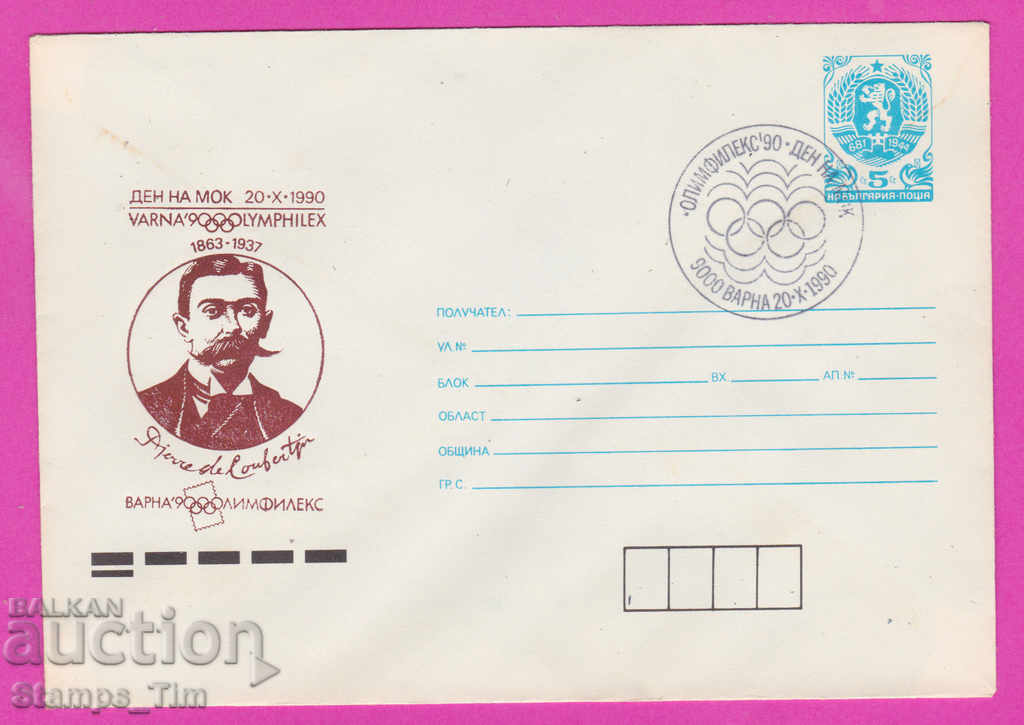 ДЕН НА МОК 20·X·1990
VARNA'90 OLYMPHILEX
1863-1937
Pierre de Coubertin
ВАРНА'90 ОЛИМФИЛЕКС
681 1944
5
НР БЪЛГАРИЯ·ПОЩА
·ОЛИМФИЛЕКС'90·ДЕН НА МОК
9000 ВАРНА 20·X·1990
ПОЛУЧАТЕЛ:
УЛ.№
БЛОК ВХ. АП.№
ОБЛАСТ
ОБЩИНА
ГР.С.
BALKAN
auction
Stamps_Tim